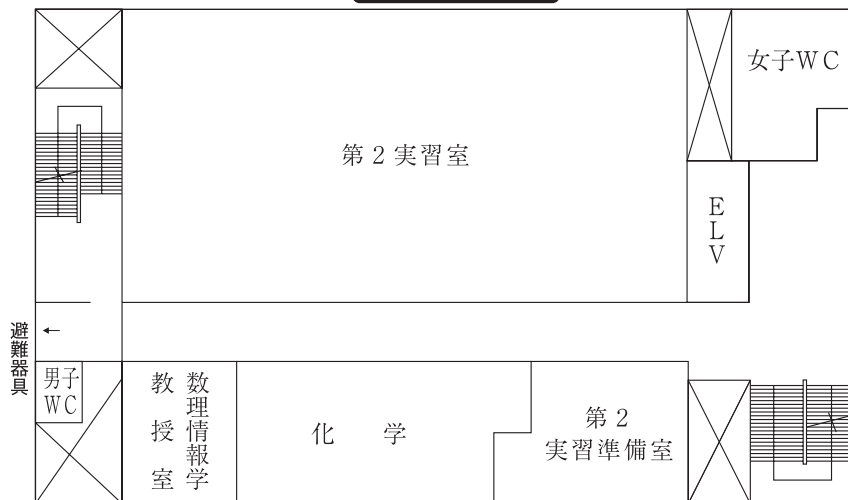 女子WC
第2実習室
ELV
避難器具
男子
WC
数理情報学
教授室
化学
第2
実習準備室